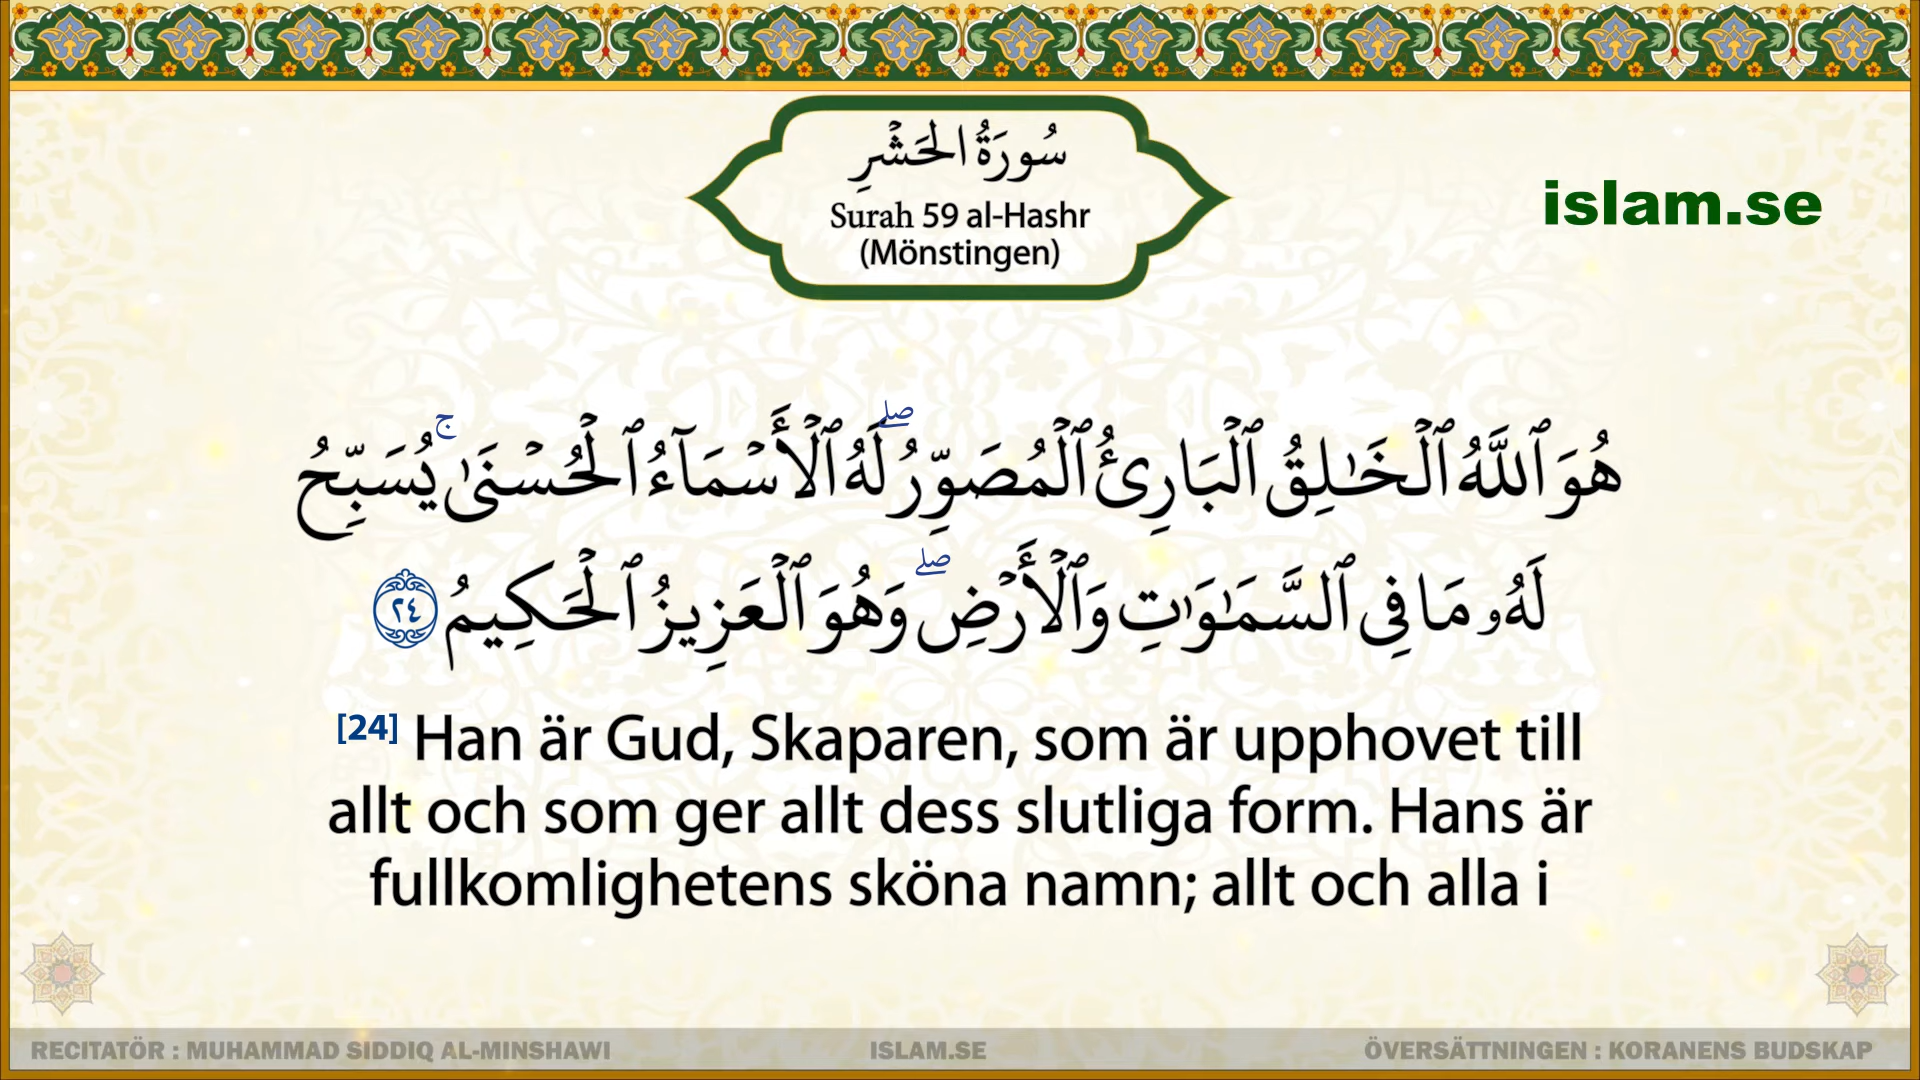 سُورَةُ الحَشْرِ
Surah 59 al-Hashr
(Mönstingen)
islam.se
هُوَ ٱللَّهُ ٱلْخَٰلِقُ ٱلْبَارِئُ ٱلْمُصَوِّرُ ۖ لَهُ ٱلْأَسْمَآءُ ٱلْحُسْنَىٰ ۚ يُسَبِّحُ
لَهُۥ مَا فِى ٱلسَّمَٰوَٰتِ وَٱلْأَرْضِ ۖ وَهُوَ ٱلْعَزِيزُ ٱلْحَكِيمُ ٢٤
[24] Han är Gud, Skaparen, som är upphovet till
allt och som ger allt dess slutliga form. Hans är
fullkomlighetens sköna namn; allt och alla i
RECITATÖR : MUHAMMAD SIDDIQ AL-MINSHAWI
ISLAM.SE
ÖVERSÄTTNINGEN : KORANENS BUDSKAP